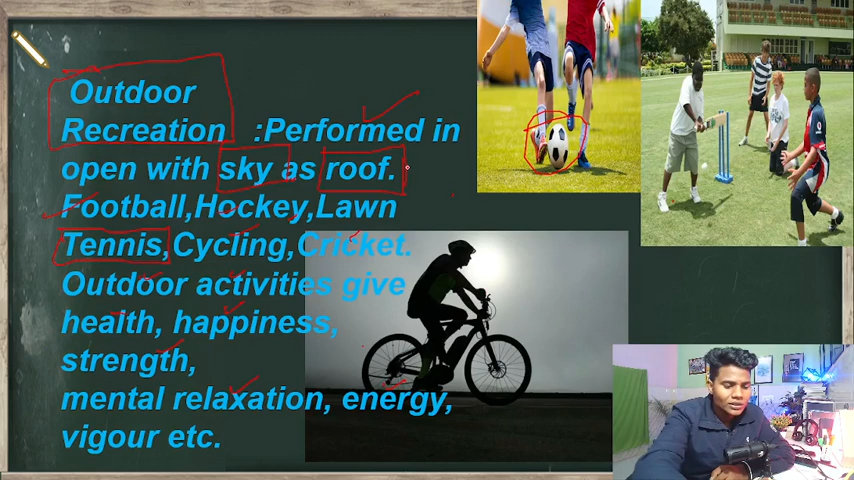 Outdoor
Recreation :Performed in
open with sky as roof.
Football,Hockey,Lawn
Tennis,Cycling,Cricket.
Outdoor activities give
heaith, happiness,
strength,
mental relaxation, energy,
vigour etc.